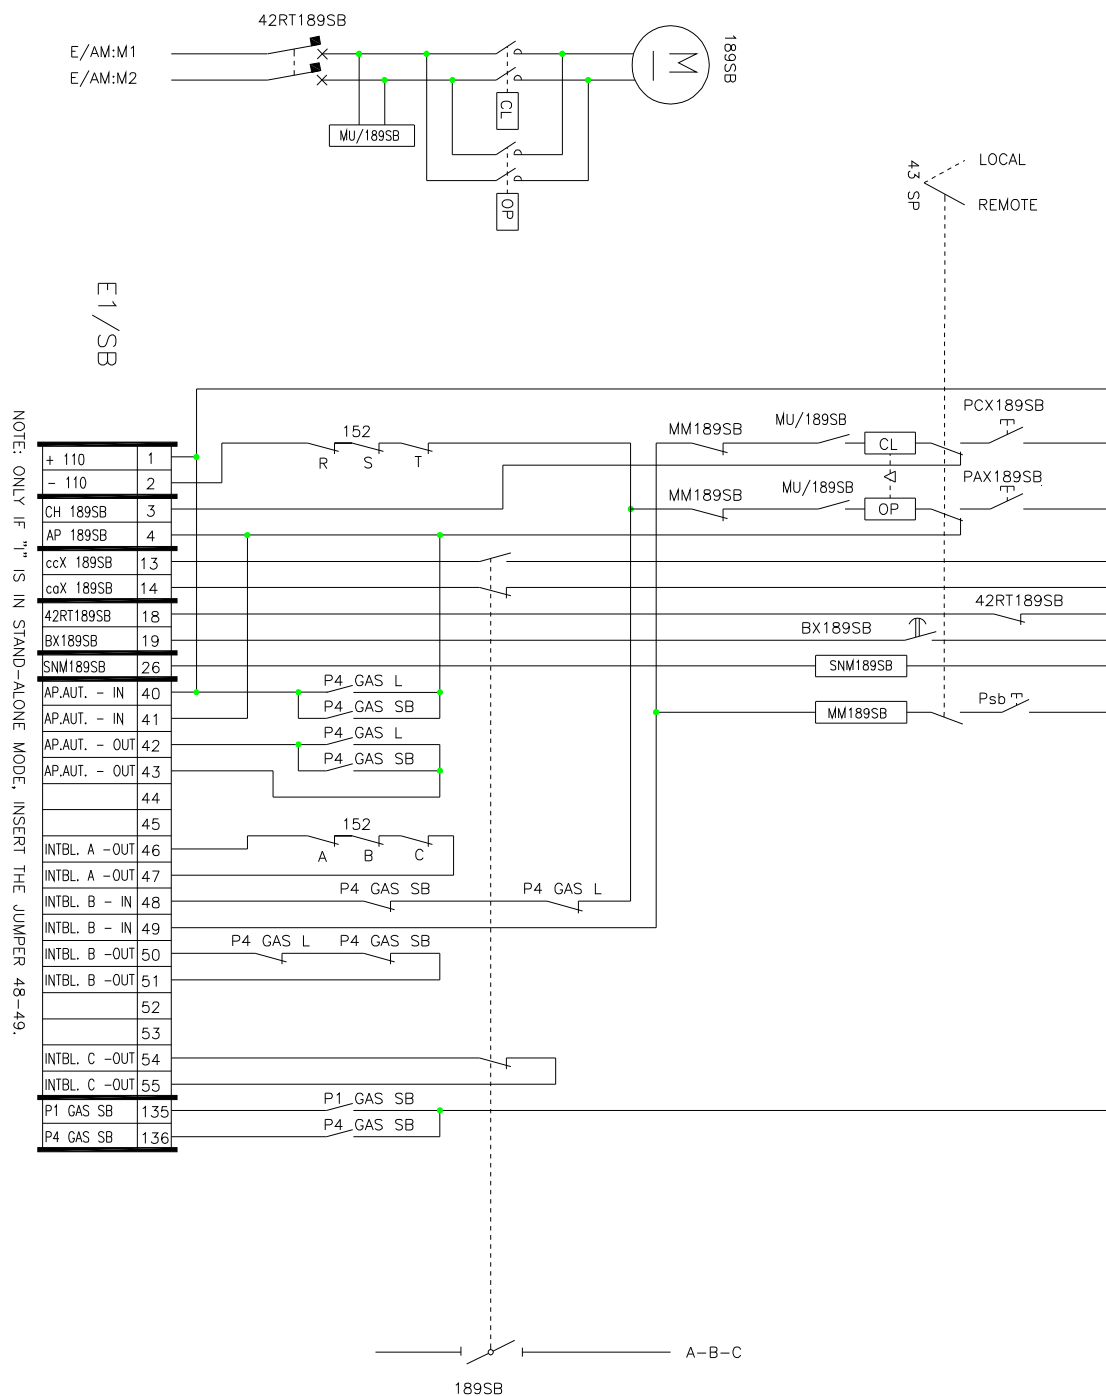 42RT189SB
E/AM:M1
E/AM:M2
M
189SB
CL
MU/189SB
OP
43 SP
LOCAL
REMOTE
E1/SB
NOTE: ONLY IF "I" IS IN STAND-ALONE MODE, INSERT THE JUMPER 48-49.
PCX189SB
MU/189SB
MM189SB
152
CL
R S T
+ 110 1
- 110 2
PAX189SB
MU/189SB
MM189SB
OP
CH 189SB 3
AP 189SB 4
ccX 189SB 13
caX 189SB 14
42RT189SB 18
42RT189SB
BX189SB 19
BX189SB
SNM189SB 26
SNM189SB
AP.AUT. - IN 40
P4 GAS L
Psb
AP.AUT. - IN 41
P4 GAS SB
MM189SB
AP.AUT. - OUT 42
P4 GAS L
AP.AUT. - OUT 43
P4 GAS SB
44
45
152
INTBL. A -OUT 46
A B C
INTBL. A -OUT 47
P4 GAS SB
P4 GAS L
INTBL. B - IN 48
INTBL. B - IN 49
P4 GAS L
P4 GAS SB
INTBL. B -OUT 50
INTBL. B -OUT 51
52
53
INTBL. C -OUT 54
INTBL. C -OUT 55
P1 GAS SB 135
P1 GAS SB
P4 GAS SB 136
P4 GAS SB
A-B-C
189SB